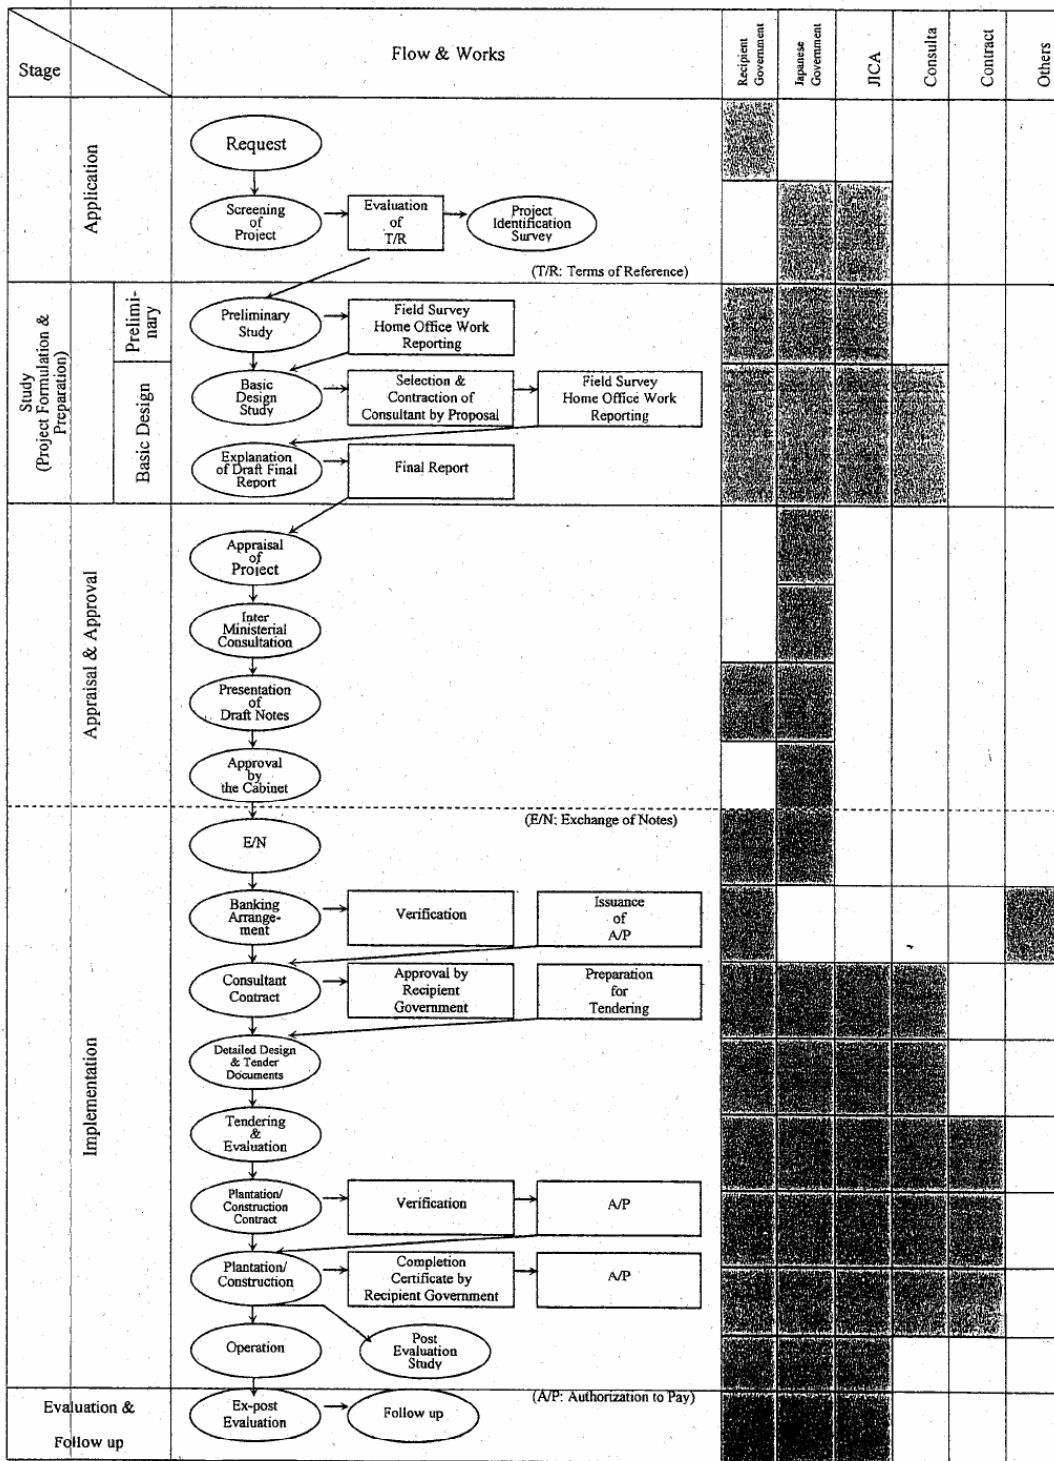 Stage
Flow & Works
Recipient
Government
Japanese
Government
JICA
Consulta
Contract
Others
Application
Request
Screening
of
Project
Evaluation
of
T/R
Project
Identification
Survey
(T/R: Terms of Reference)
Study
(Project Formulation &
Preparation)
Prelimi-
nary
Preliminary
Study
Field Survey
Home Office Work
Reporting
Basic Design
Basic
Design
Study
Selection &
Contraction of
Consultant by Proposal
Field Survey
Home Office Work
Reporting
Explanation
of Draft Final
Report
Final Report
Appraisal & Approval
Appraisal
of
Project
Inter
Ministerial
Consultation
Presentation
of
Draft Notes
Approval
by
the Cabinet
Implementation
(E/N: Exchange of Notes)
E/N
Banking
Arrange-
ment
Verification
Issuance
of
A/P
Consultant
Contract
Approval by
Recipient
Government
Preparation
for
Tendering
Detailed Design
& Tender
Documents
Tendering
&
Evaluation
Plantation/
Construction
Contract
Verification
A/P
Plantation/
Construction
Completion
Certificate by
Recipient Government
A/P
Operation
Post
Evaluation
Study
(A/P: Authorization to Pay)
Evaluation &
Follow up
Ex-post
Evaluation
Follow up